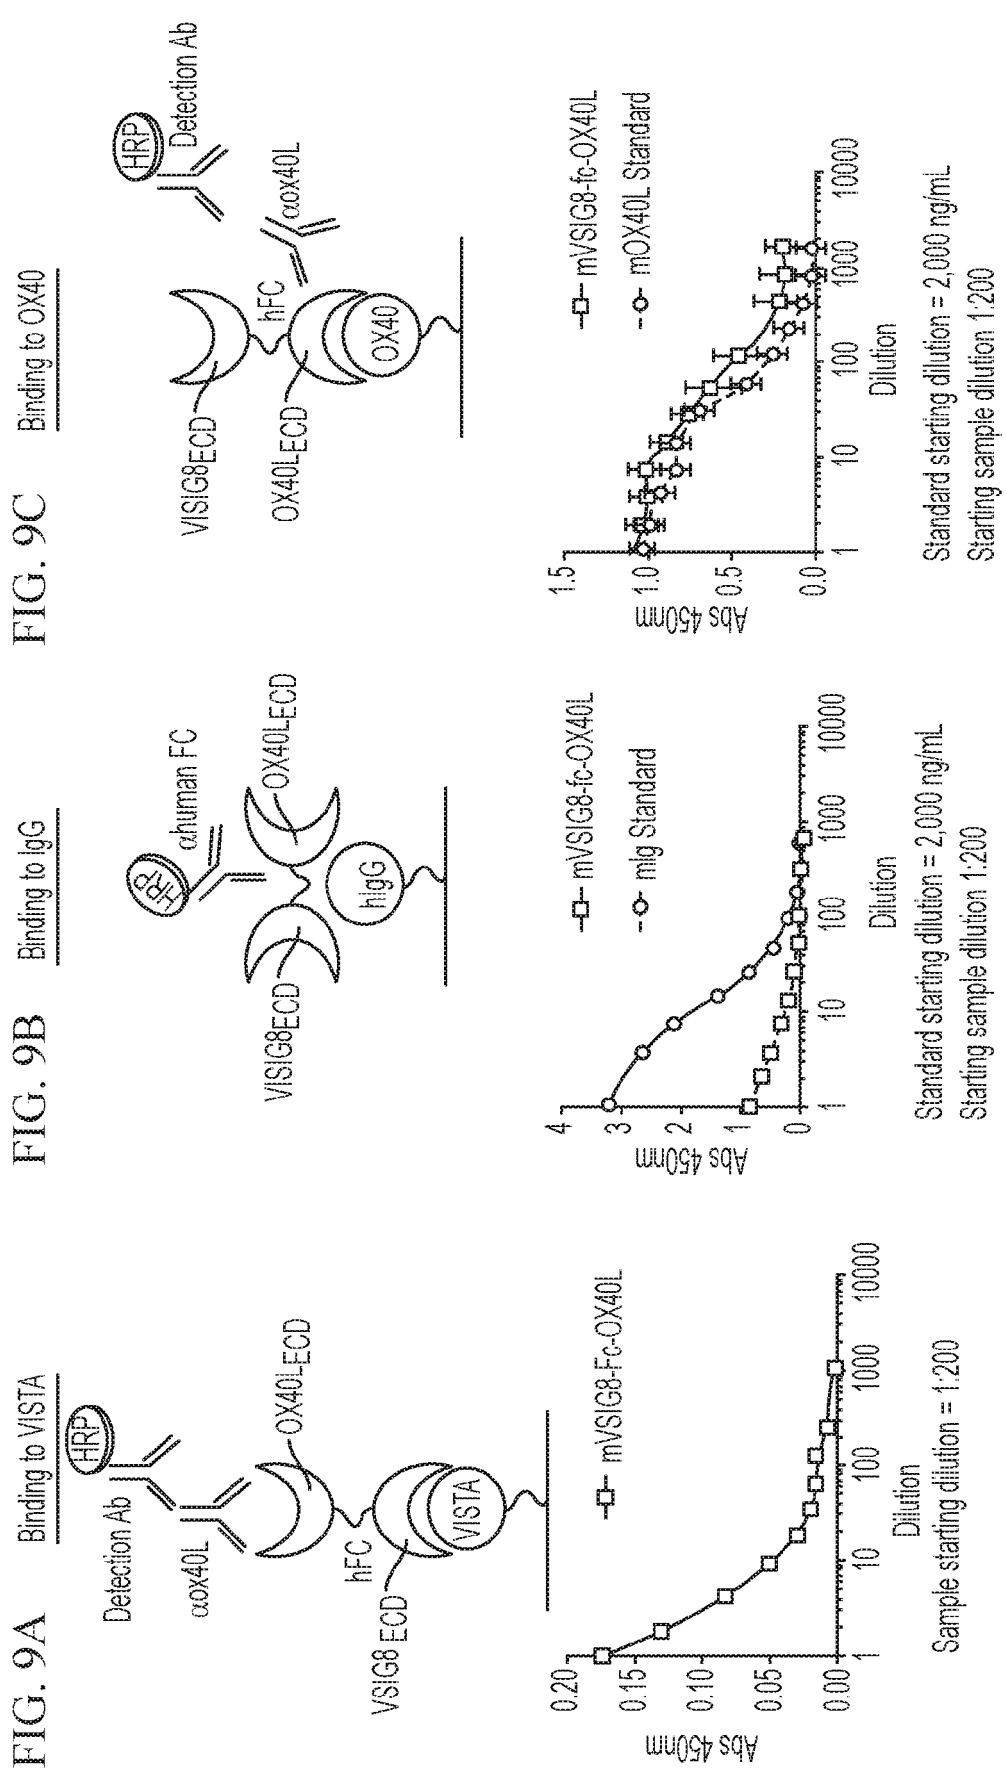 FIG. 9A
Binding to VISTA
HRP
Detection Ab
αox40L
OX40LECD
hFC
VSIG8 ECD
VISTA
mVSIG8-Fc-OX40L
Abs 450nm
0.20
0.15
0.10
0.05
0.00
1
10
100
1000
10000
Dilution
Sample starting dilution = 1:200
FIG. 9B
Binding to IgG
HRP
αhuman FC
VISIG8ECD
OX40LECD
hIgG
mVSIG8-fc-OX40L
mIg Standard
Abs 450nm
4
3
2
1
0
1
10
100
1000
10000
Dilution
Standard starting dilution = 2,000 ng/mL
Starting sample dilution 1:200
FIG. 9C
Binding to OX40
HRP
Detection Ab
αox40L
VISIG8ECD
hFC
OX40LECD
OX40
mVSIG8-fc-OX40L
mOX40L Standard
Abs 450nm
1.5
1.0
0.5
0.0
1
10
100
1000
10000
Dilution
Standard starting dilution = 2,000 ng/mL
Starting sample dilution 1:200